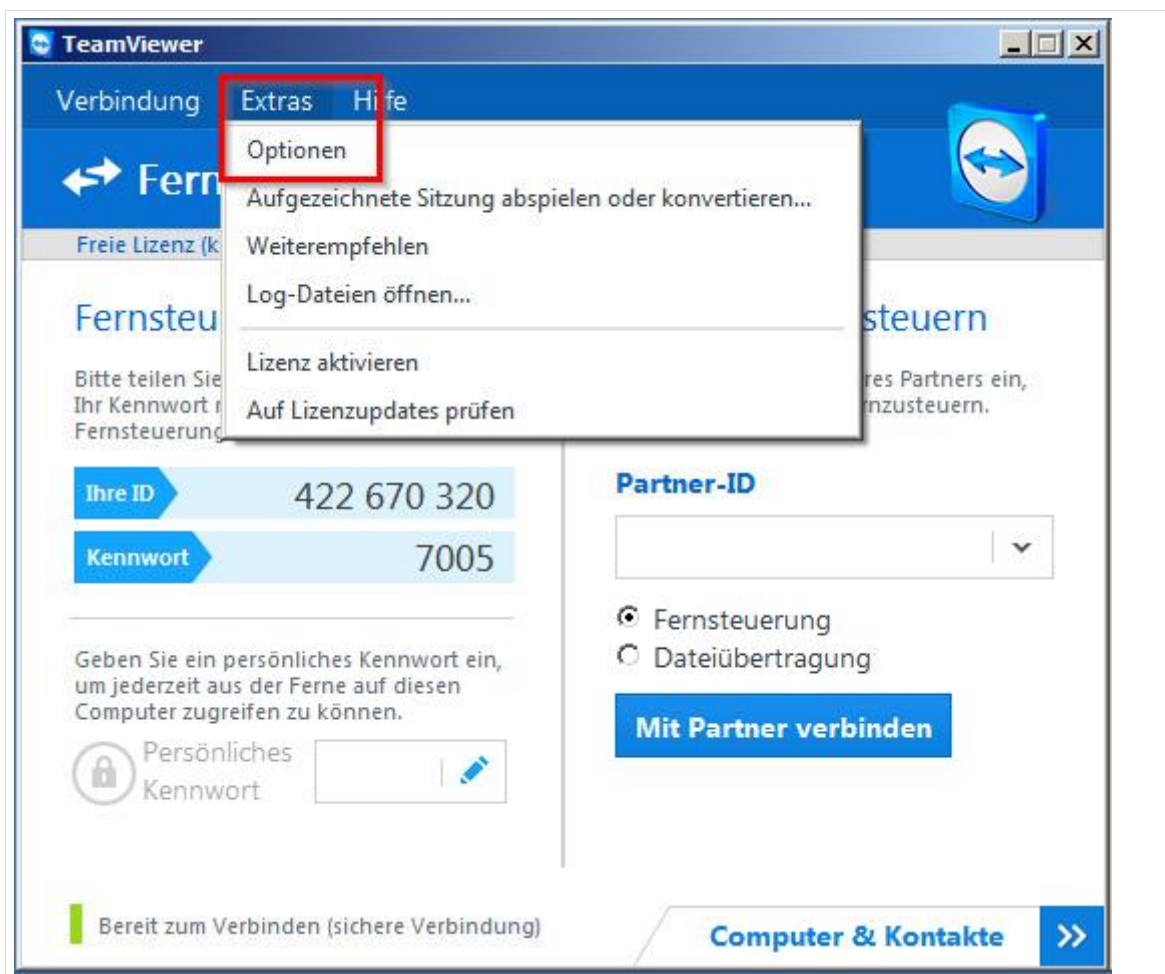 TeamViewer
Verbindung Extras Hilfe
Optionen
Aufgezeichnete Sitzung abspielen oder konvertieren...
Weiterempfehlen
Log-Dateien öffnen...
Lizenz aktivieren
Auf Lizenzupdates prüfen
Fern
Freie Lizenz (k
Fernsteu
Bitte teilen Sie
Ihr Kennwort
Fernsteuerung
Ihre ID 422 670 320
Kennwort 7005
Geben Sie ein persönliches Kennwort ein,
um jederzeit aus der Ferne auf diesen
Computer zugreifen zu können.
Persönliches
Kennwort
steuern
res Partners ein,
rnzusteuern.
Partner-ID
Fernsteuerung
Dateiübertragung
Mit Partner verbinden
Bereit zum Verbinden (sichere Verbindung)
Computer & Kontakte